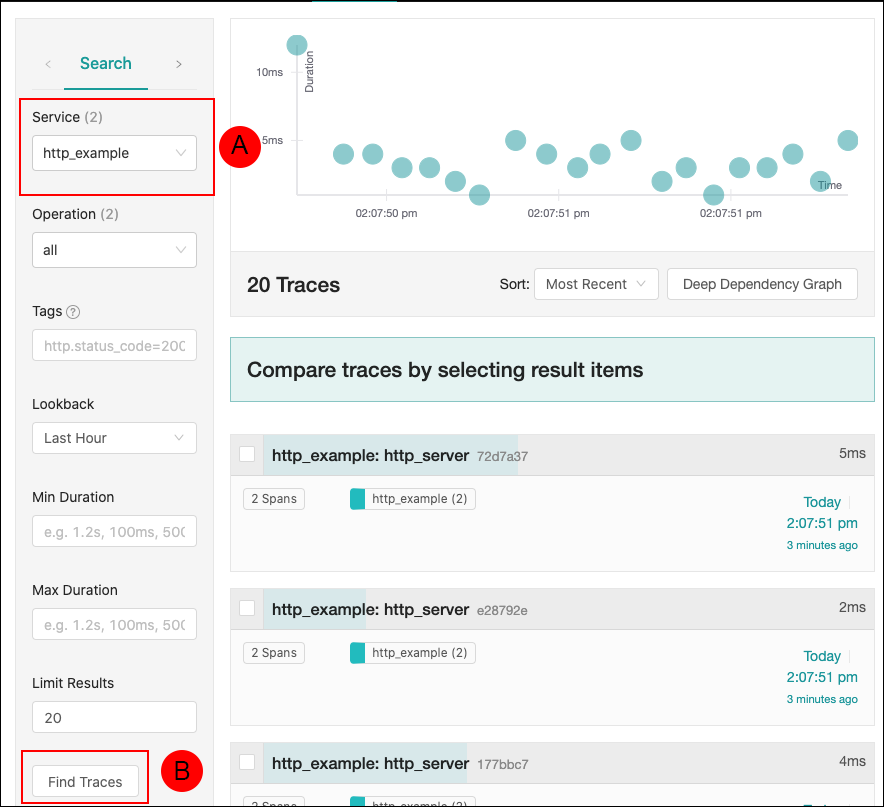 Search
Service (2)
http_example
A
Operation (2)
all
Tags ?
http.status_code=200
Lookback
Last Hour
Min Duration
e.g. 1.2s, 100ms, 500
Max Duration
e.g. 1.2s, 100ms, 500
Limit Results
20
Find Traces
B
10ms
Duration
5ms
Time
02:07:50 pm
02:07:51 pm
02:07:51 pm
20 Traces
Sort: Most Recent
Deep Dependency Graph
Compare traces by selecting result items
http_example: http_server 72d7a37
5ms
2 Spans
http_example (2)
Today
2:07:51 pm
3 minutes ago
http_example: http_server e28792e
2ms
2 Spans
http_example (2)
Today
2:07:51 pm
3 minutes ago
http_example: http_server 177bbc7
4ms
2 Spans
http_example (2)